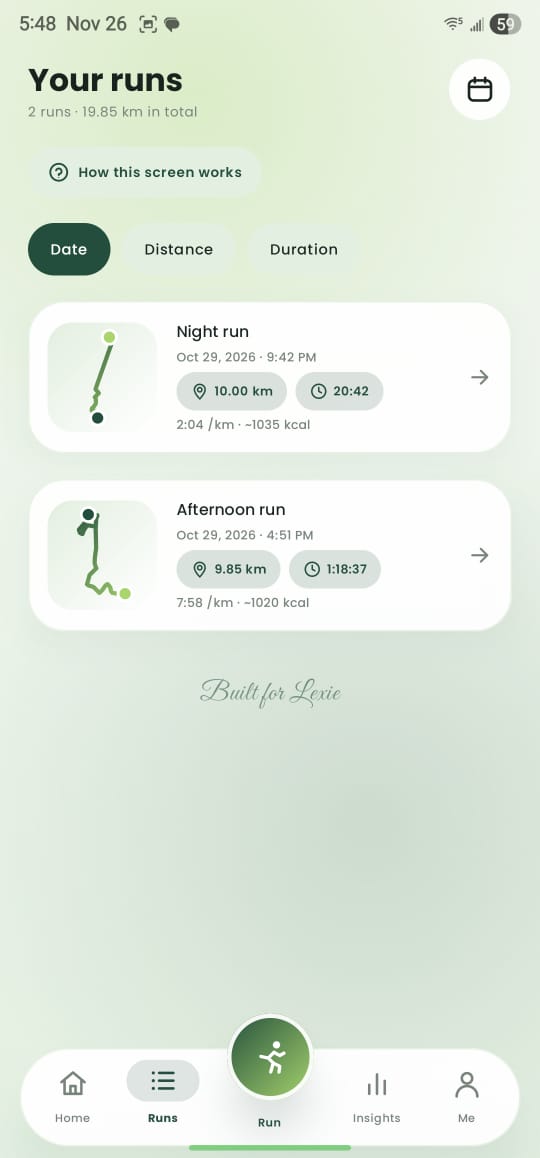 5:48 Nov 26 59
Your runs
2 runs · 19.85 km in total
How this screen works
Date Distance Duration
Night run
Oct 29, 2026 · 9:42 PM
10.00 km 20:42
2:04 /km · ~1035 kcal
Afternoon run
Oct 29, 2026 · 4:51 PM
9.85 km 1:18:37
7:58 /km · ~1020 kcal
Built for Lexie
Home Runs Run Insights Me